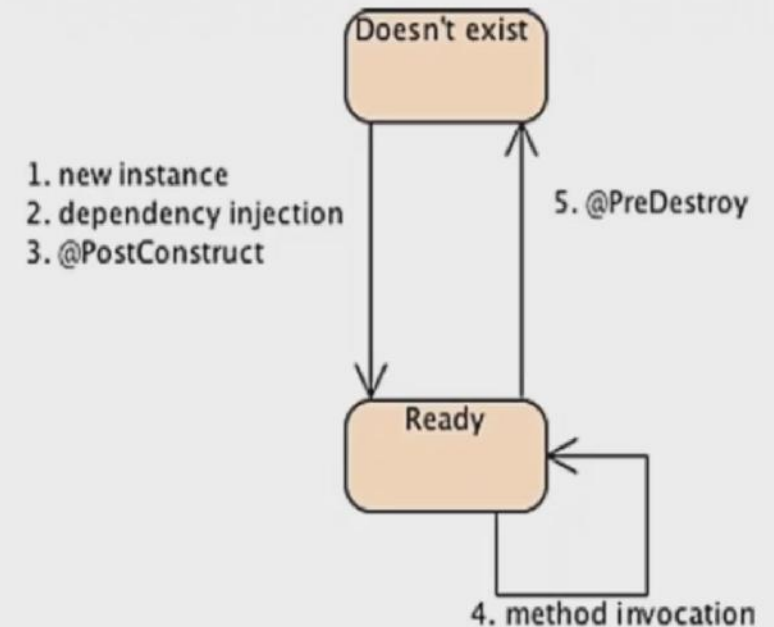 Doesn't exist
1. new instance
2. dependency injection
3. @PostConstruct
5. @PreDestroy
Ready
4. method invocation